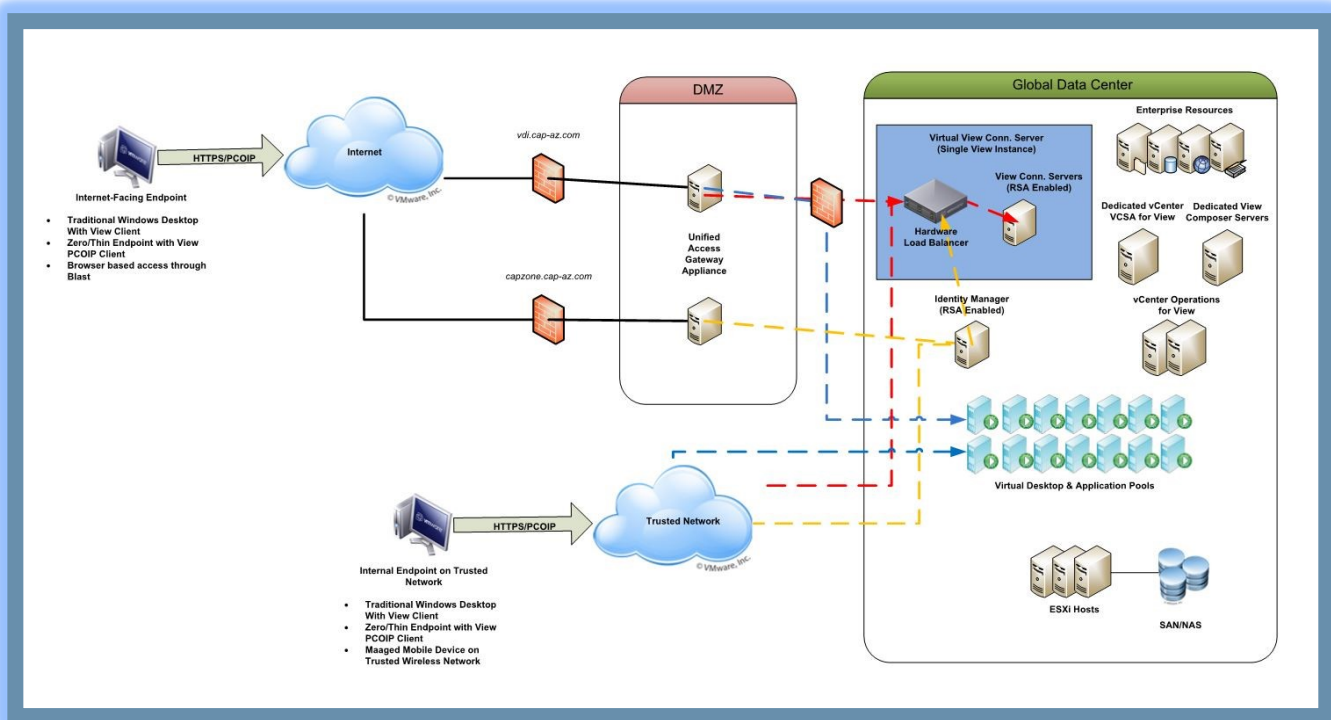 DMZ
Global Data Center
Enterprise Resources
vdi.cap-az.com
Virtual View Conn. Server
(Single View Instance)
Internet
HTTPS/PCOIP
View Conn. Servers
(RSA Enabled)
Internet-Facing Endpoint
©VMware, Inc.
• Traditional Windows Desktop
With View Client
• Zero/Thin Endpoint with View
PCOIP Client
• Browser based access through
Blast
Unified
Access
Gateway
Appliance
Hardware
Load Balancer
Dedicated vCenter
VCSA for View
Dedicated View
Composer Servers
capzone.cap-az.com
Identity Manager
(RSA Enabled)
vCenter Operations
for View
Virtual Desktop & Application Pools
HTTPS/PCOIP
Trusted Network
©VMware, Inc.
Internal Endpoint on Trusted
Network
• Traditional Windows Desktop
With View Client
• Zero/Thin Endpoint with View
PCOIP Client
• Maaged Mobile Device on
Trusted Wireless Network
ESXi Hosts
SAN/NAS